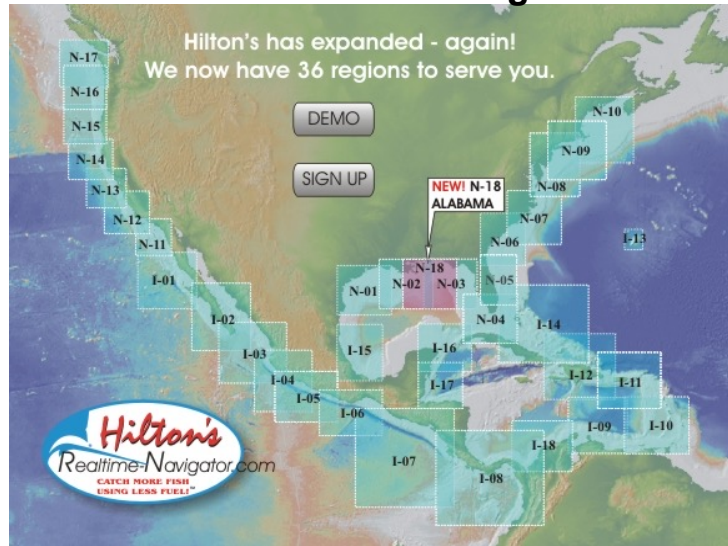 Hilton's has expanded - again!
We now have 36 regions to serve you.
DEMO
SIGN UP
NEW! N-18
ALABAMA
N-17
N-16
N-15
N-14
N-13
N-12
N-11
I-01
I-02
I-03
I-04
I-05
I-06
I-07
I-08
N-10
N-09
N-08
N-07
N-06
N-05
N-04
N-18
N-01
N-02
N-03
I-13
I-14
I-15
I-16
I-17
I-12
I-11
I-09
I-10
I-18
Hilton's
Realtime-Navigator.com
CATCH MORE FISH
USING LESS FUEL!